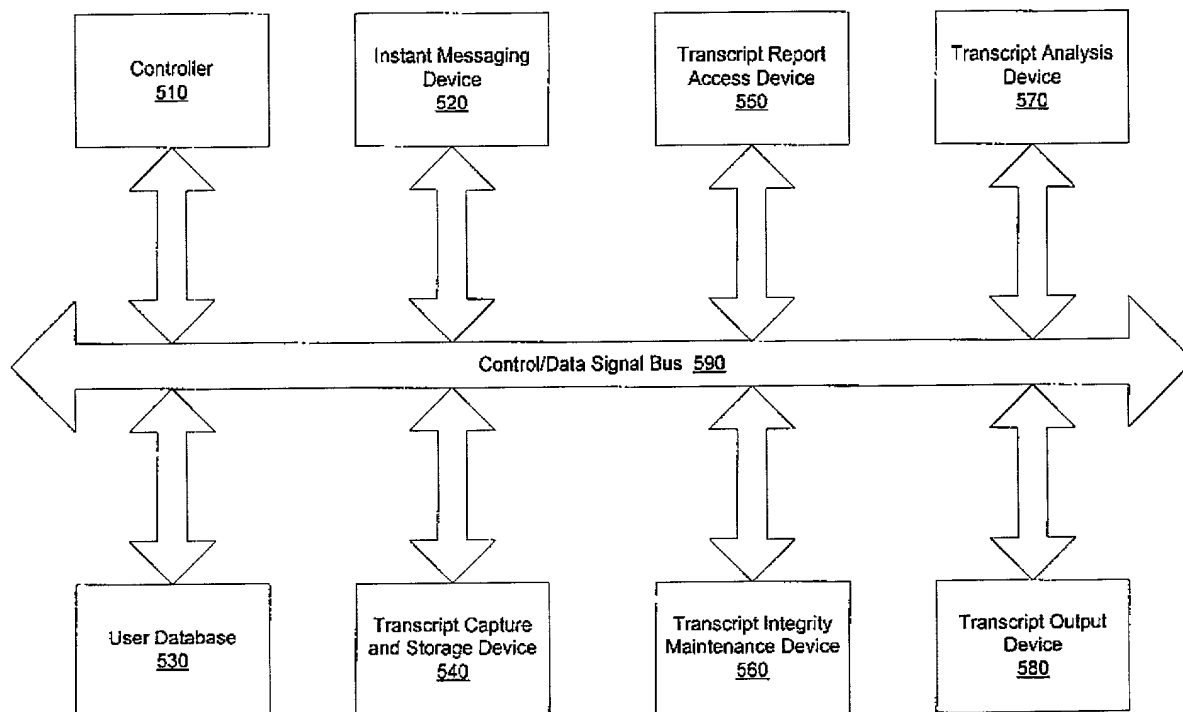 Controller
510
Instant Messaging
Device
520
Transcript Report
Access Device
550
Transcript Analysis
Device
570
Control/Data Signal Bus 590
User Database
530
Transcript Capture
and Storage Device
540
Transcript Integrity
Maintenance Device
560
Transcript Output
Device
580